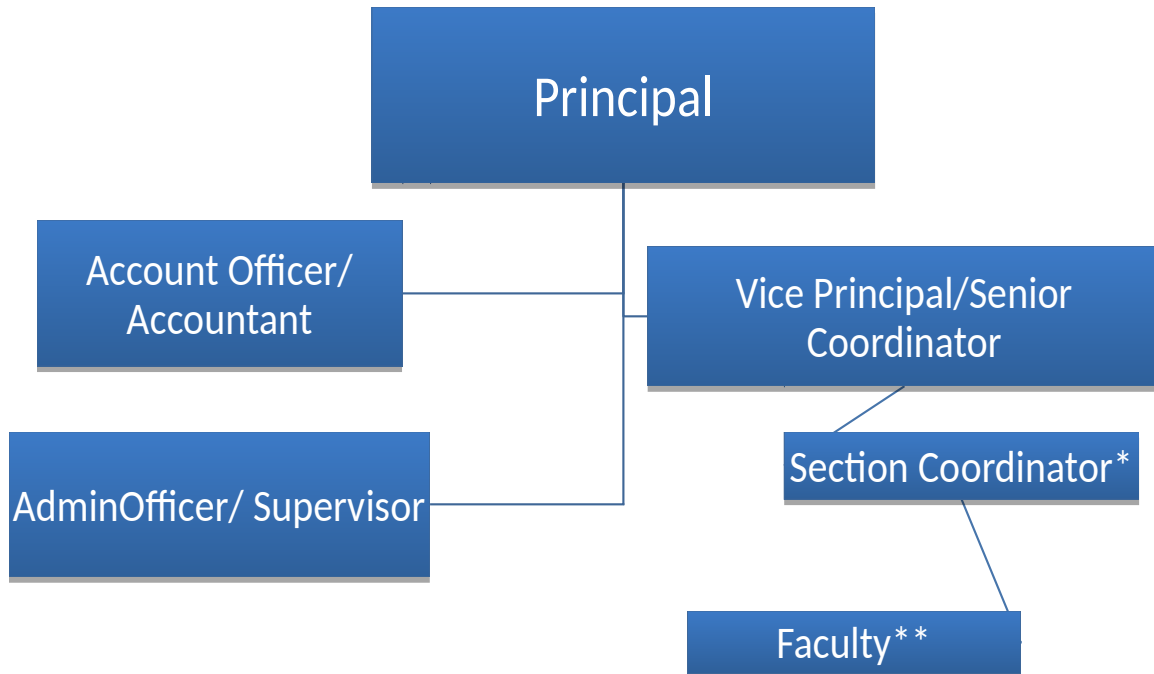 Principal
Account Officer/
Accountant
Vice Principal/Senior
Coordinator
AdminOfficer/ Supervisor
Section Coordinator*
Faculty**